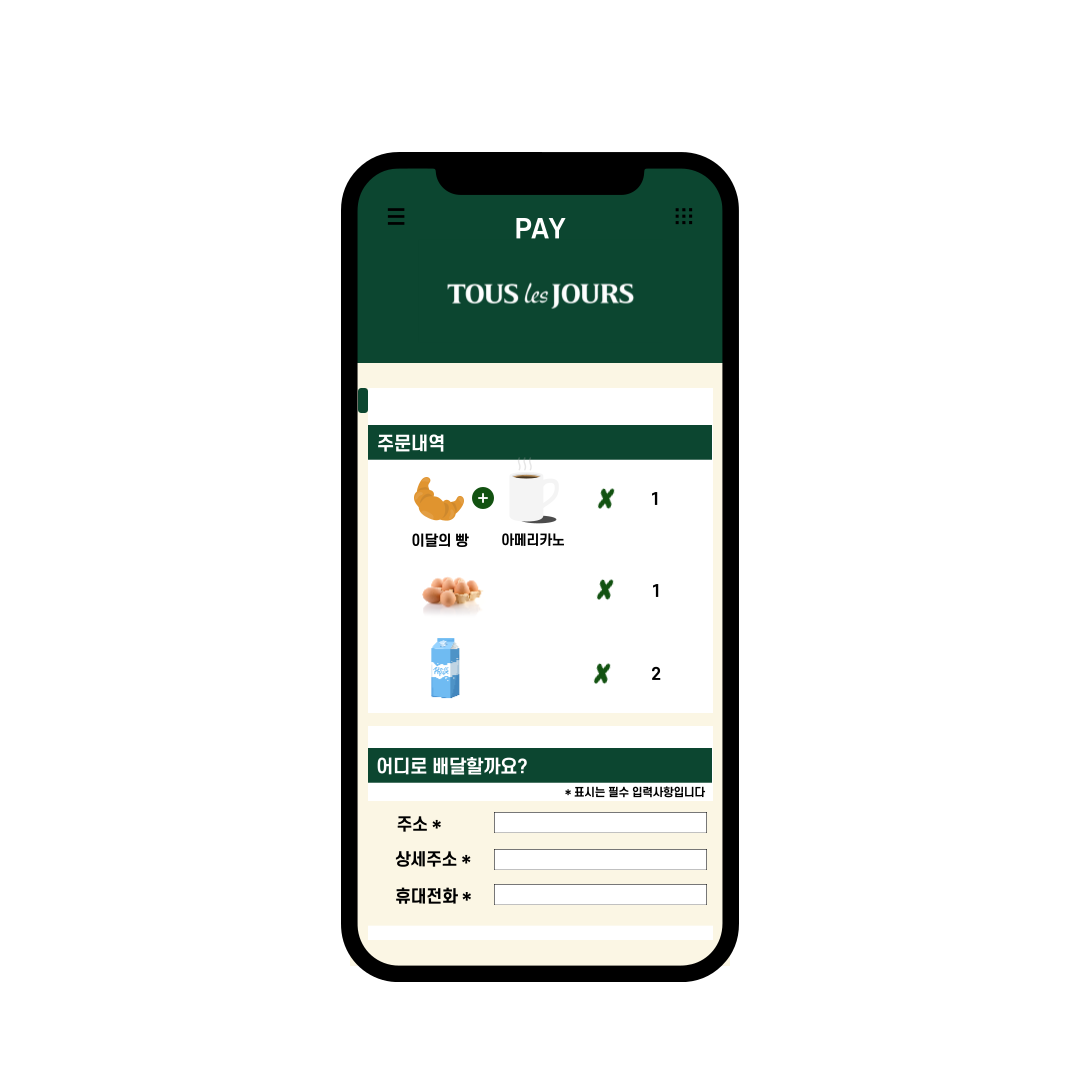 PAY
TOUS les JOURS
주문내역
1
이달의 빵
아메리카노
1
2
어디로 배달할까요?
* 표시는 필수 입력사항입니다
주소 *
상세주소 *
휴대전화 *